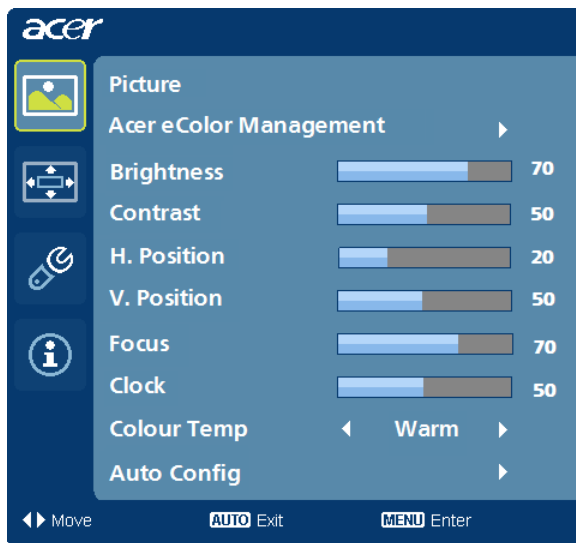 acer
Picture
Acer eColor Management
Brightness 70
Contrast 50
H. Position 20
V. Position 50
Focus 70
Clock 50
Colour Temp Warm
Auto Config
Move AUTO Exit MENU Enter